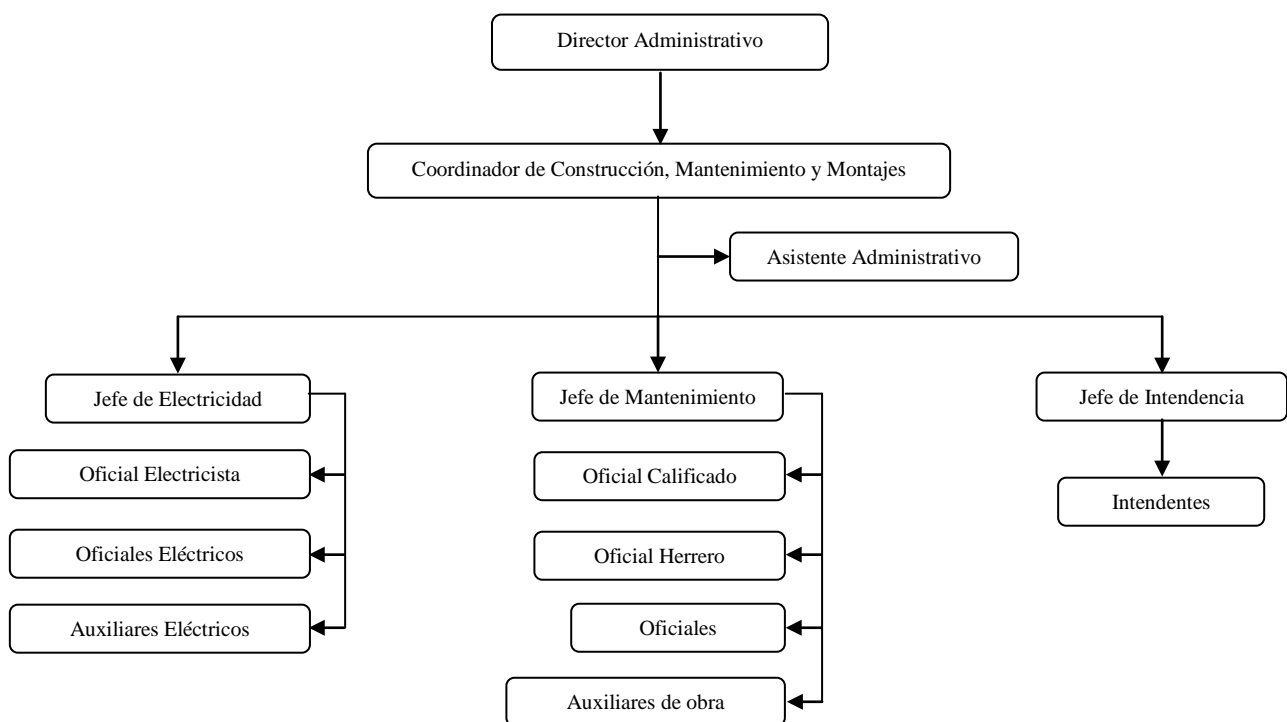 Director Administrativo
Coordinador de Construcción, Mantenimiento y Montajes
Asistente Administrativo
Jefe de Electricidad
Jefe de Mantenimiento
Jefe de Intendencia
Oficial Electricista
Oficial Calificado
Intendentes
Oficiales Eléctricos
Oficial Herrero
Auxiliares Eléctricos
Oficiales
Auxiliares de obra